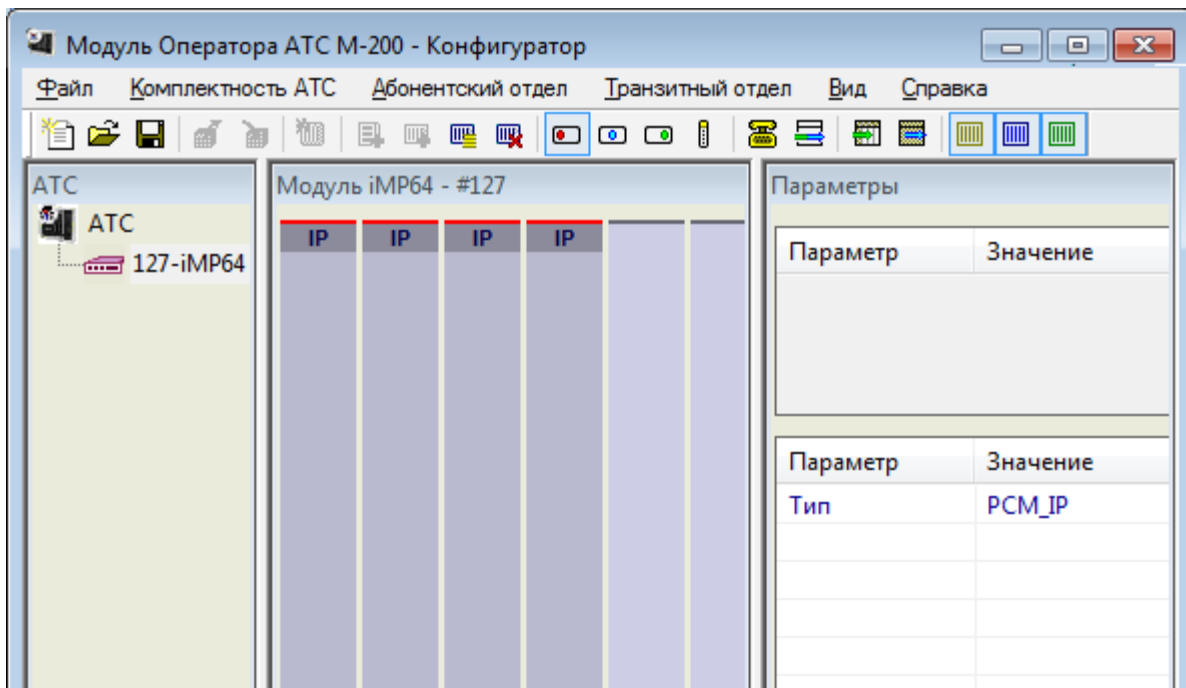 Модуль Оператора АТС М-200 - Конфигуратор
Файл Комплектность АТС Абонентский отдел Транзитный отдел Вид Справка
АТС
АТС
127-iMP64
Модуль iMP64 - #127
IP IP IP IP
Параметры
Параметр Значение
Параметр Значение
Тип PCM_IP